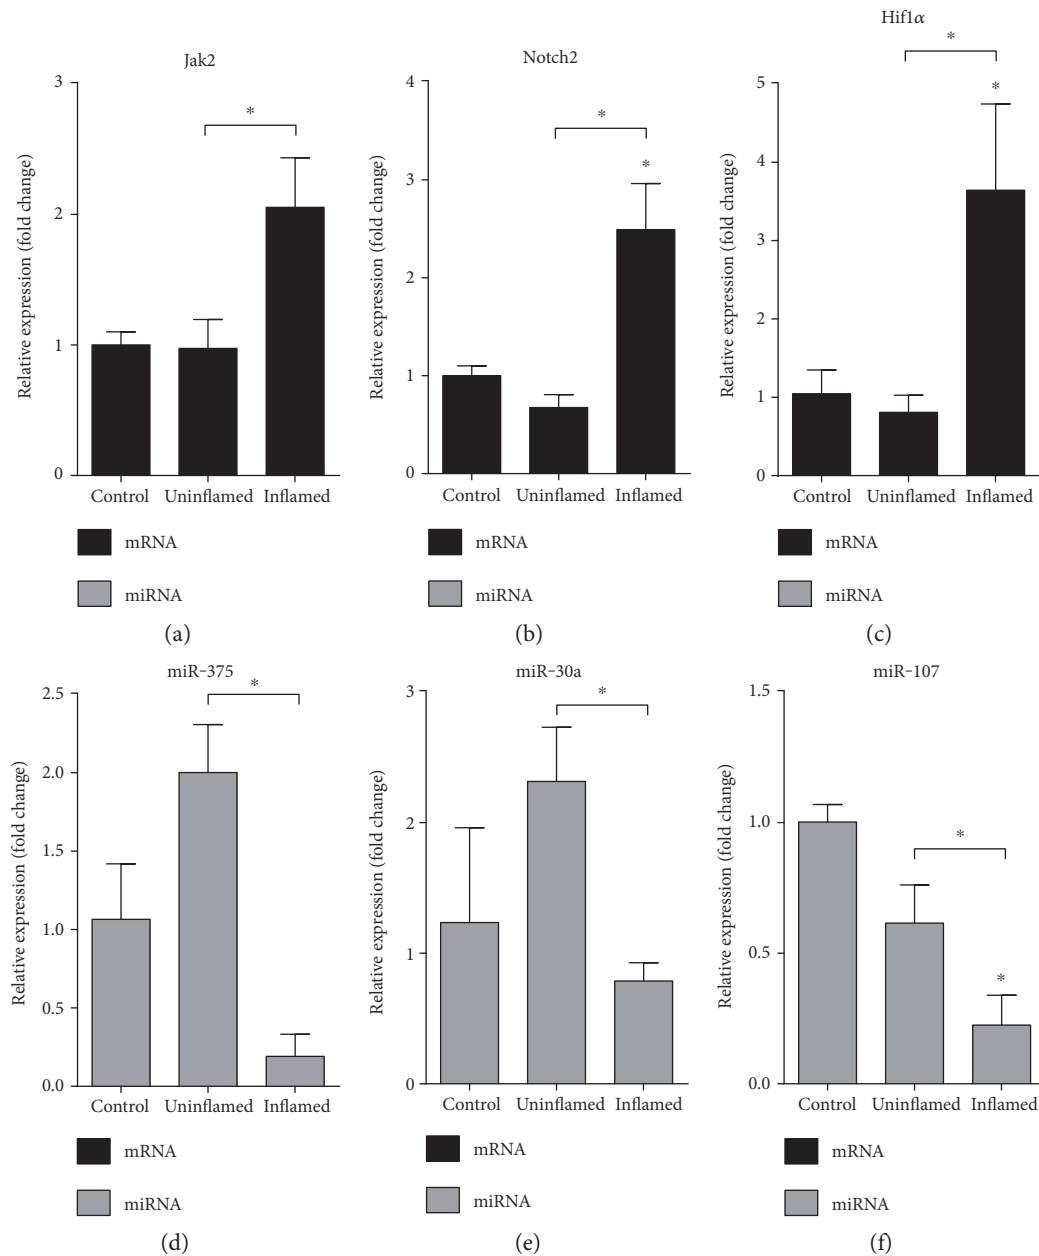 Jak2
Relative expression (fold change)
3
2
1
0
*
Control Uninflamed Inflamed
mRNA
miRNA
(a)
Notch2
Relative expression (fold change)
4
3
2
1
0
*
*
Control Uninflamed Inflamed
mRNA
miRNA
(b)
Hif1α
Relative expression (fold change)
5
4
3
2
1
0
*
*
Control Uninflamed Inflamed
mRNA
miRNA
(c)
miR-375
Relative expression (fold change)
2.5
2.0
1.5
1.0
0.5
0.0
*
Control Uninflamed Inflamed
mRNA
miRNA
(d)
miR-30a
Relative expression (fold change)
3
2
1
0
*
Control Uninflamed Inflamed
mRNA
miRNA
(e)
miR-107
Relative expression (fold change)
1.5
1.0
0.5
0.0
*
*
Control Uninflamed Inflamed
mRNA
miRNA
(f)